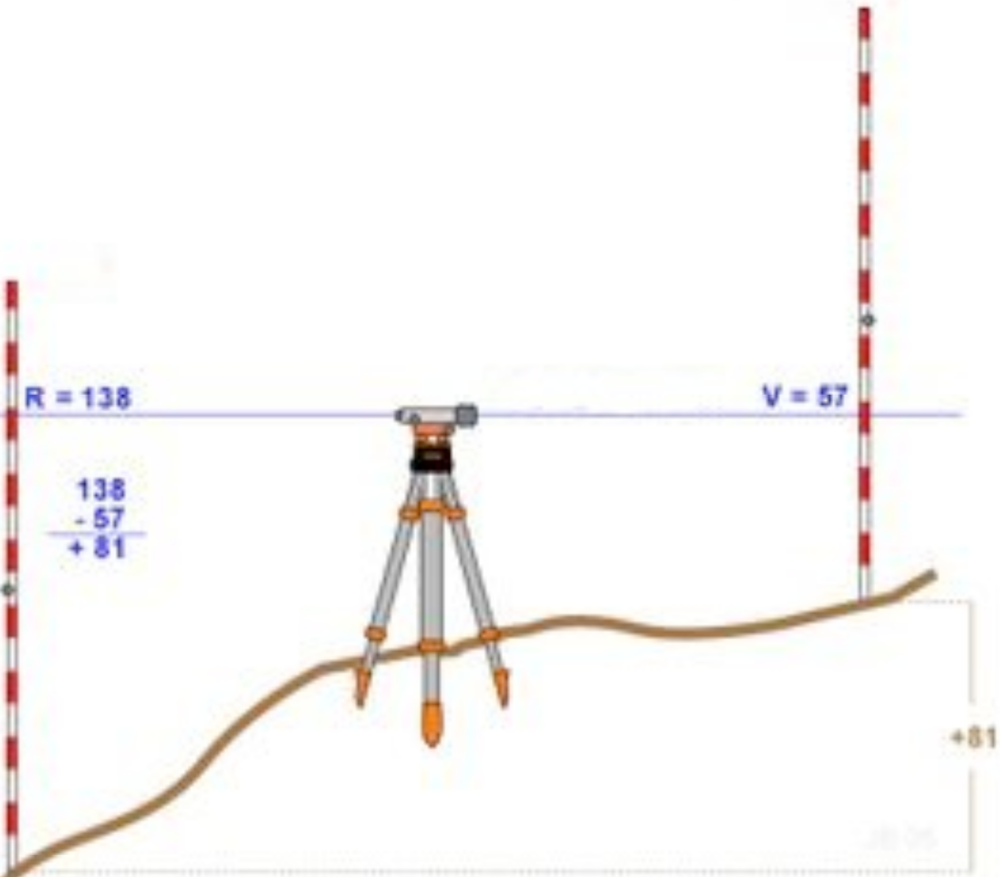 R = 138
V = 57
138
- 57
+ 81
+81